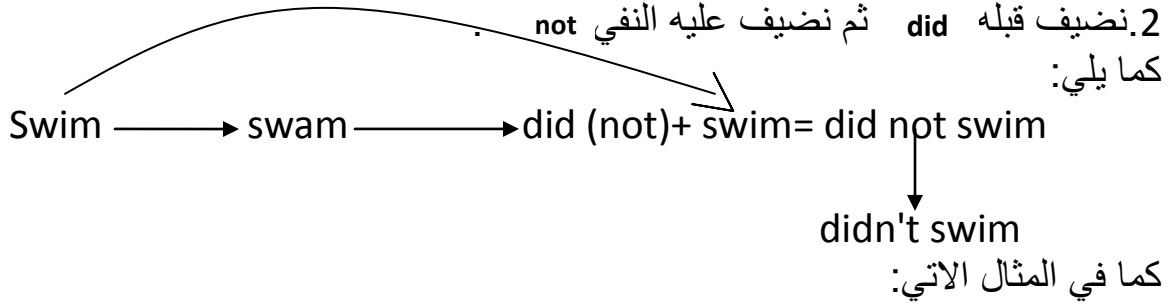 2.نضيف قبله did ثم نضيف عليه النفي not .
كما يلي:
Swim swam did (not)+ swim= did not swim
didn't swim
كما في المثال الاتي: